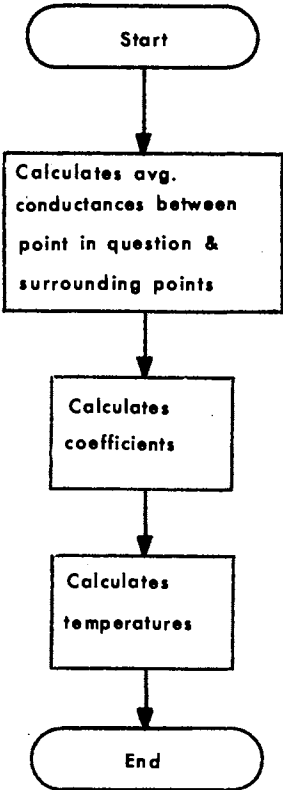 Start
Calculates avg.
conductances between
point in question &
surrounding points
Calculates
coefficients
Calculates
temperatures
End